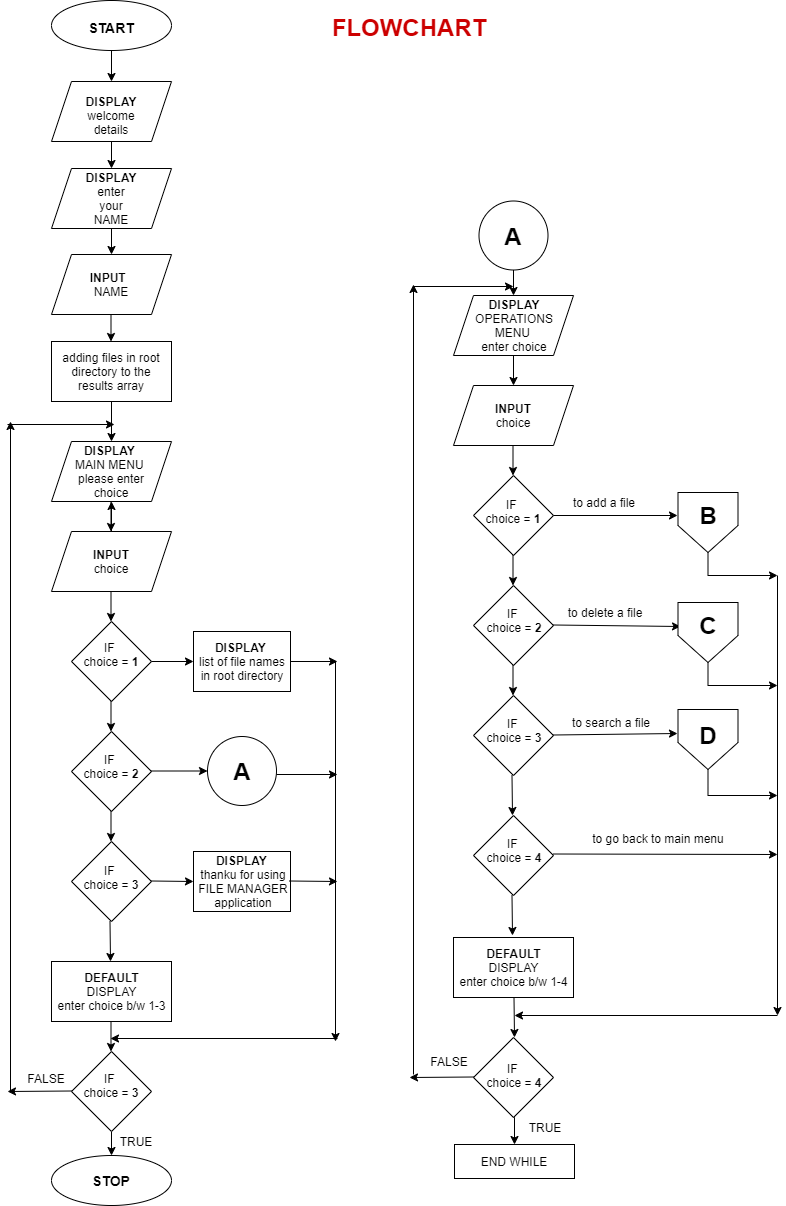 FLOWCHART
START
DISPLAY
welcome
details
DISPLAY
enter
your
NAME
INPUT
NAME
adding files in root
directory to the
results array
DISPLAY
MAIN MENU
please enter
choice
INPUT
choice
IF
choice = 1
DISPLAY
list of file names
in root directory
IF
choice = 2
A
IF
choice = 3
DISPLAY
thanku for using
FILE MANAGER
application
DEFAULT
DISPLAY
enter choice b/w 1-3
IF
choice = 3
FALSE
TRUE
STOP
A
DISPLAY
OPERATIONS
MENU
enter choice
INPUT
choice
IF
choice = 1
to add a file
B
IF
choice = 2
to delete a file
C
IF
choice = 3
to search a file
D
IF
choice = 4
to go back to main menu
DEFAULT
DISPLAY
enter choice b/w 1-4
IF
choice = 4
FALSE
TRUE
END WHILE